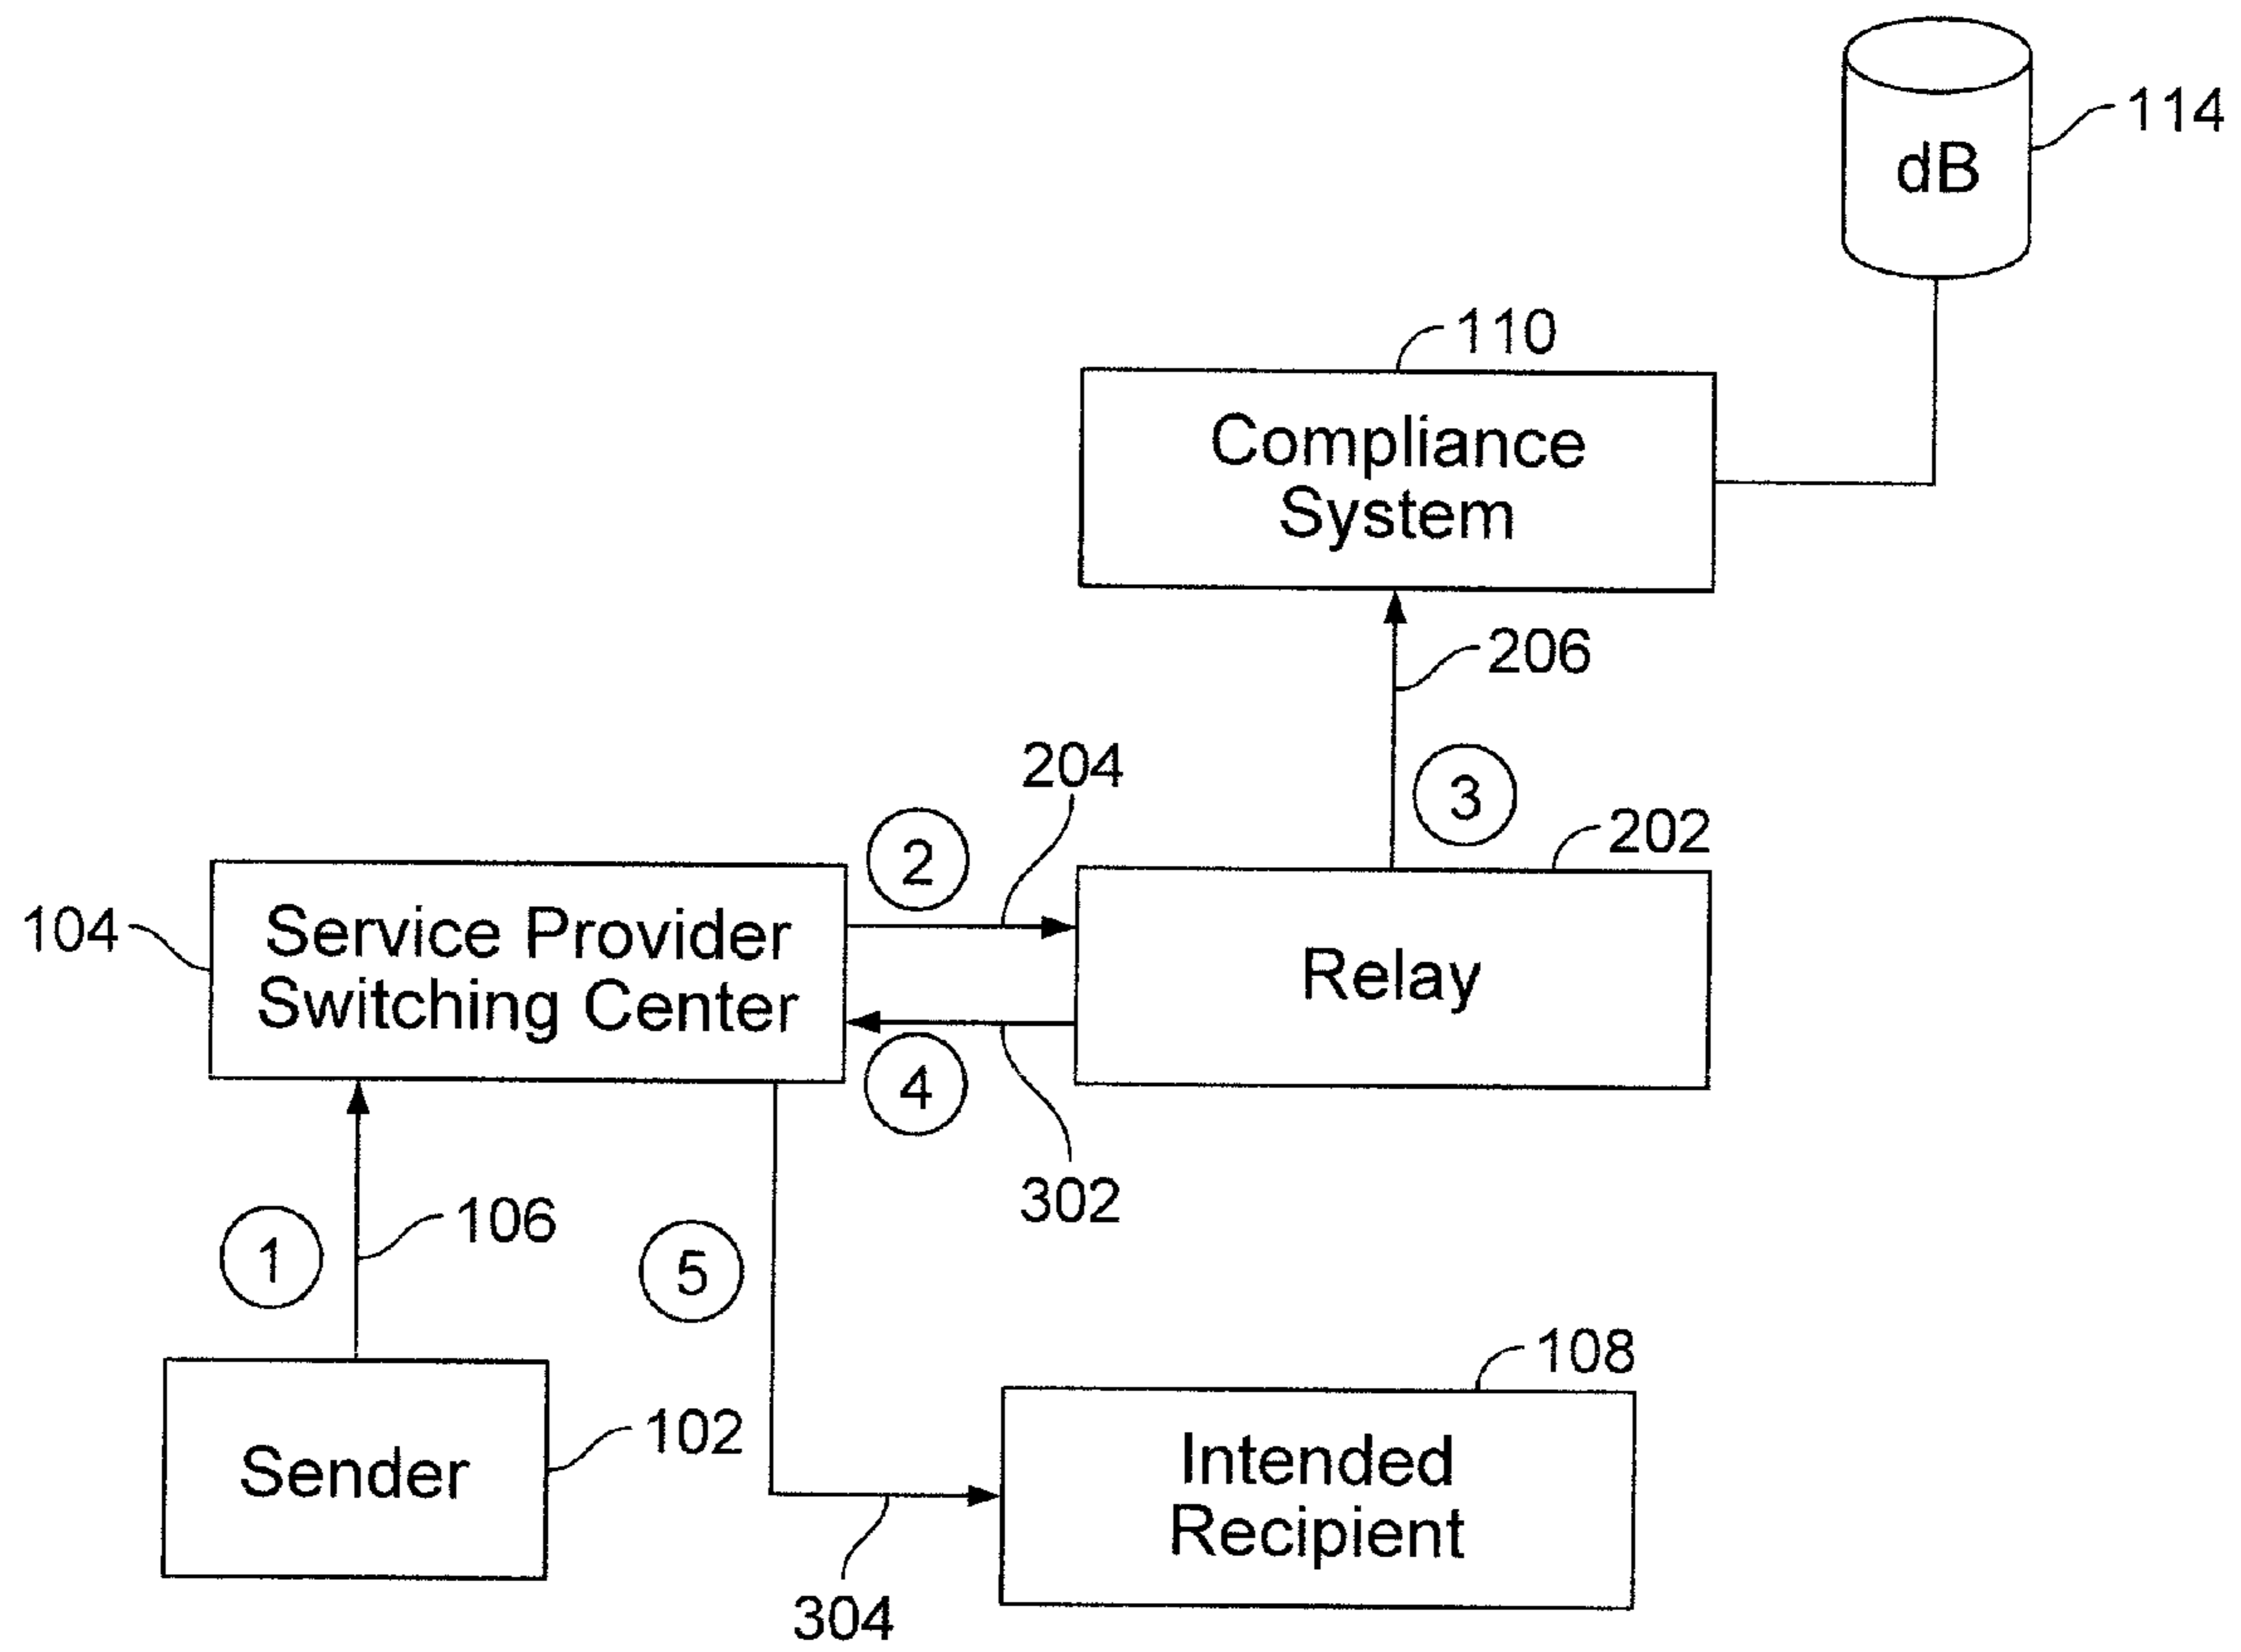 dB
114
110
Compliance
System
206
204
3
202
2
104
Service Provider
Switching Center
Relay
4
302
106
1
5
108
102
Sender
Intended
Recipient
304